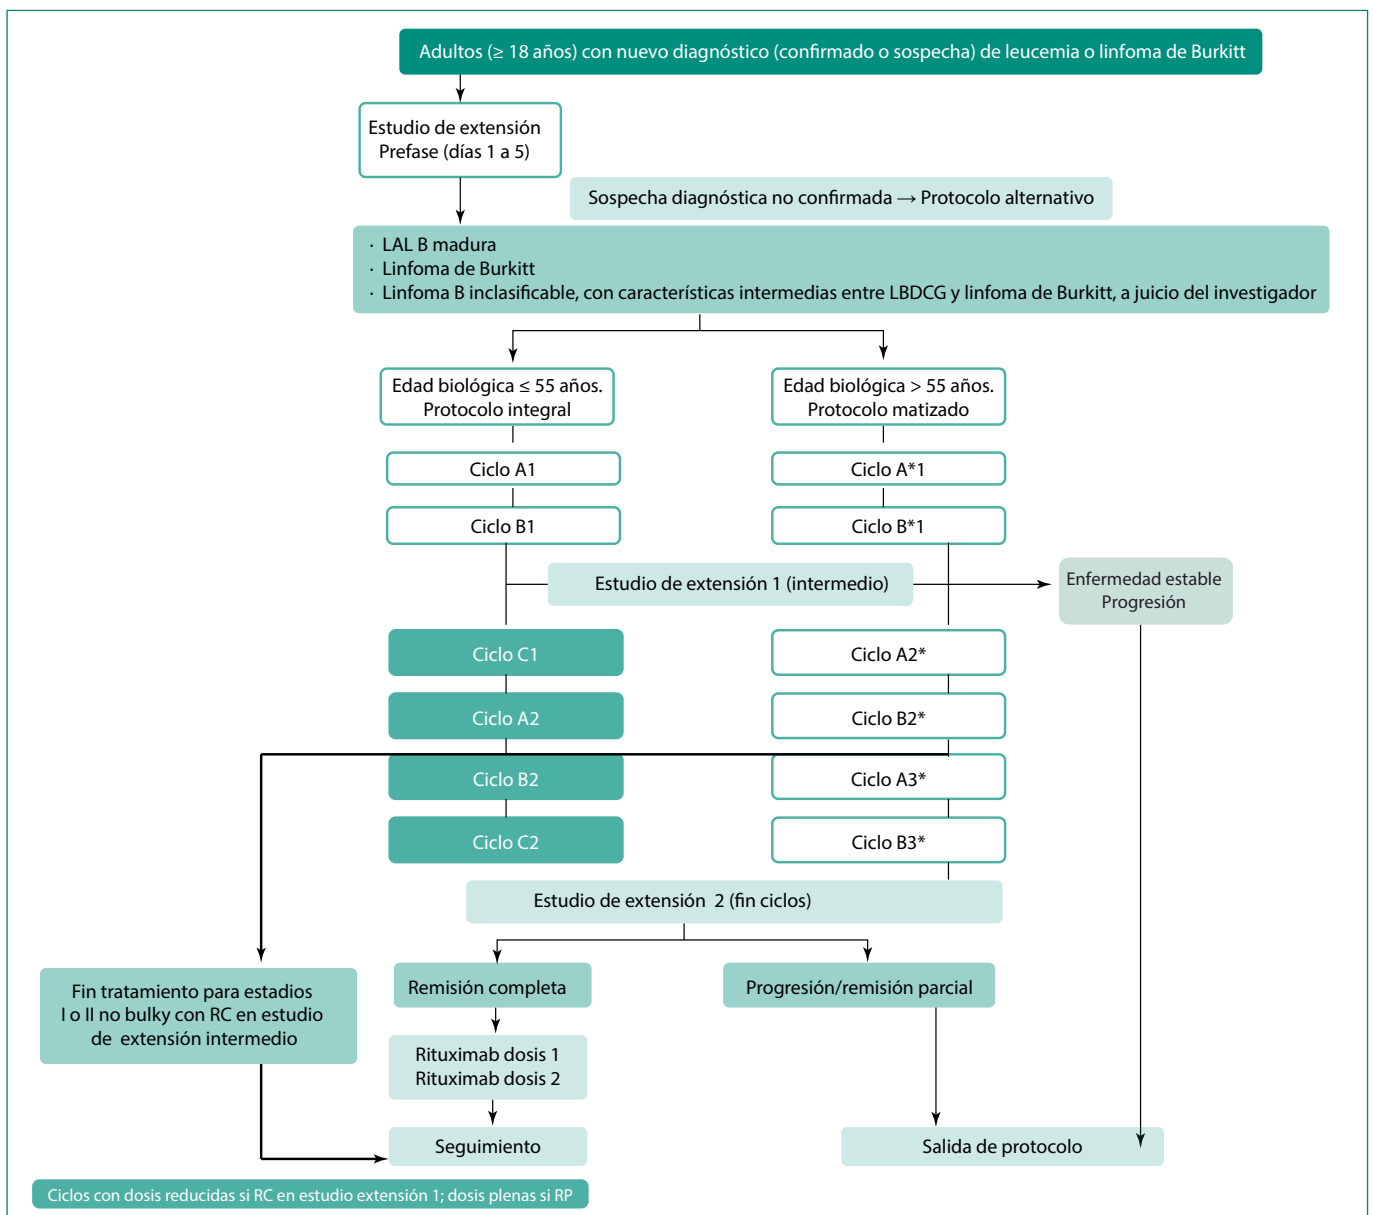 Adultos (≥ 18 años) con nuevo diagnóstico (confirmado o sospecha) de leucemia o linfoma de Burkitt
Estudio de extensión
Prefase (días 1 a 5)
Sospecha diagnóstica no confirmada → Protocolo alternativo
· LAL B madura
· Linfoma de Burkitt
· Linfoma B inclasificable, con características intermedias entre LBDCG y linfoma de Burkitt, a juicio del investigador
Edad biológica ≤ 55 años.
Protocolo integral
Edad biológica > 55 años.
Protocolo matizado
Ciclo A1
Ciclo A*1
Ciclo B1
Ciclo B*1
Estudio de extensión 1 (intermedio)
Enfermedad estable
Progresión
Ciclo C1
Ciclo A2*
Ciclo A2
Ciclo B2*
Ciclo B2
Ciclo A3*
Ciclo C2
Ciclo B3*
Estudio de extensión 2 (fin ciclos)
Fin tratamiento para estadios
I o II no bulky con RC en estudio
de extensión intermedio
Remisión completa
Progresión/remisión parcial
Rituximab dosis 1
Rituximab dosis 2
Seguimiento
Salida de protocolo
Ciclos con dosis reducidas si RC en estudio extensión 1; dosis plenas si RP